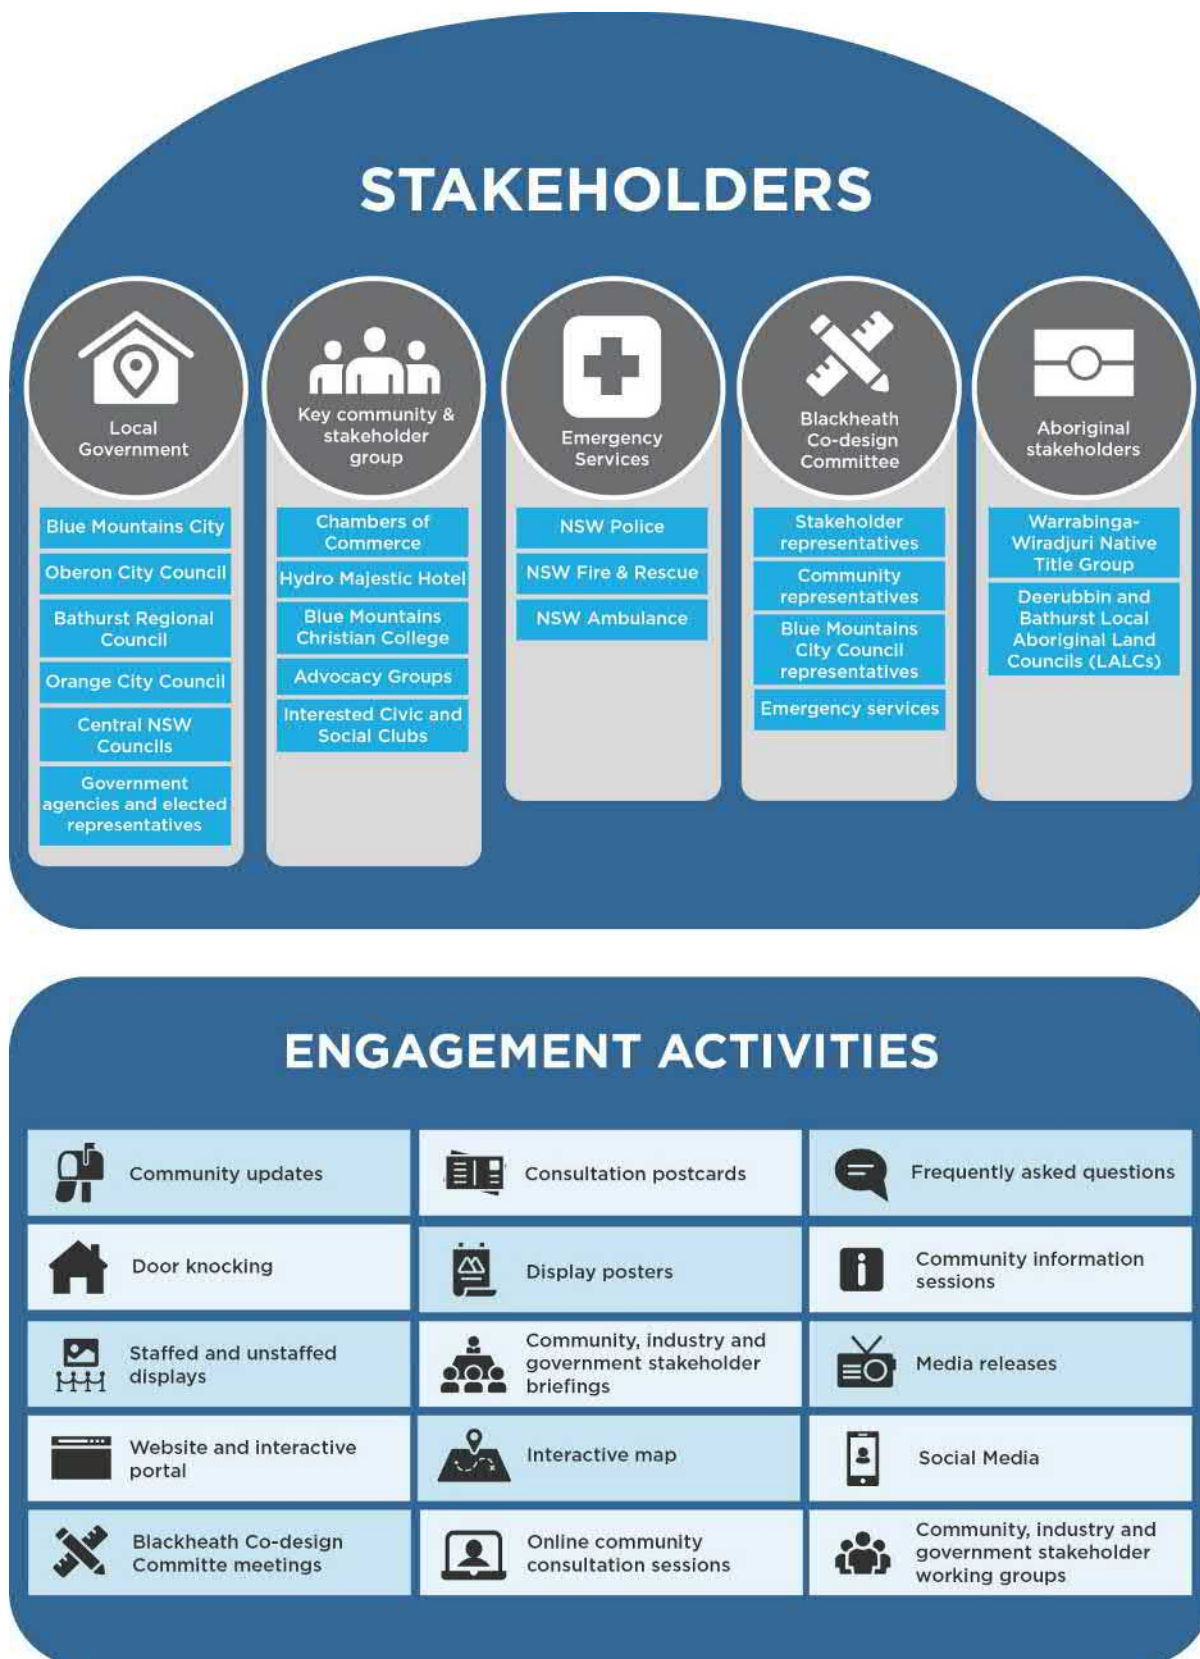 STAKEHOLDERS
Local
Government
Blue Mountains City
Oberon City Council
Bathurst Regional
Council
Orange City Council
Central NSW
Councils
Government
agencies and elected
representatives
Key community &
stakeholder
group
Chambers of
Commerce
Hydro Majestic Hotel
Blue Mountains
Christian College
Advocacy Groups
Interested Civic and
Social Clubs
Emergency
Services
NSW Police
NSW Fire & Rescue
NSW Ambulance
Blackheath
Co-design
Committee
Stakeholder
representatives
Community
representatives
Blue Mountains
City Council
representatives
Emergency services
Aboriginal
stakeholders
Warrabinga-
Wiradjuri Native
Title Group
Deerubbin and
Bathurst Local
Aboriginal Land
Councils (LALCs)
ENGAGEMENT ACTIVITIES
Community updates
Consultation postcards
Frequently asked questions
Door knocking
Display posters
Community information
sessions
Staffed and unstaffed
displays
Community, industry and
government stakeholder
briefings
Media releases
Website and interactive
portal
Interactive map
Social Media
Blackheath Co-design
Committe meetings
Online community
consultation sessions
Community, industry and
government stakeholder
working groups